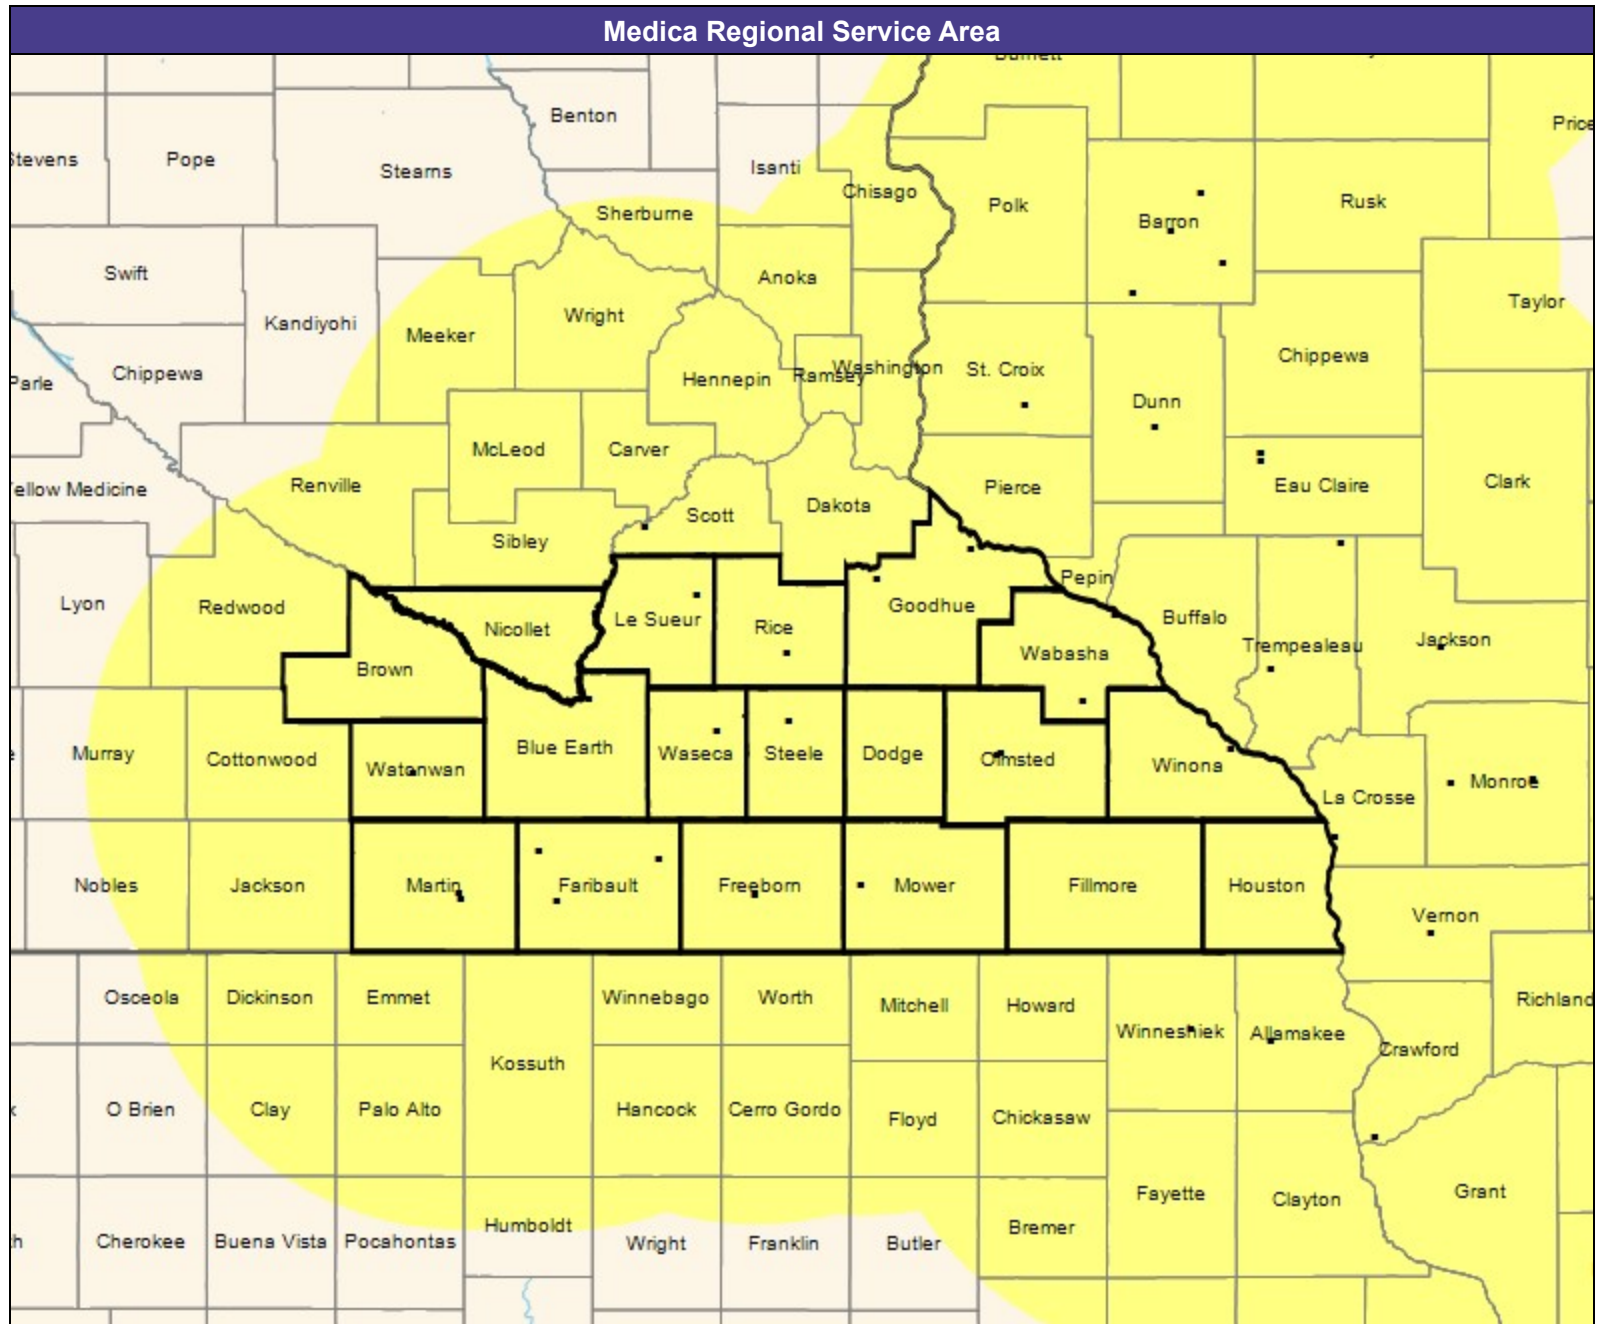 Medica Regional Service Area
Benton
Price
Stevens
Pope
Stearns
Isanti
Chisago
Polk
Barron
Rusk
Sherburne
Swift
Anoka
Taylor
Kandiyohi
Meeker
Wright
Chippewa
Parle
Chippewa
Hennepin
Ramsey
Washington
St. Croix
Dunn
McLeod
Carver
Renville
Yellow Medicine
Scott
Dakota
Pierce
Eau Claire
Clark
Sibley
Lyon
Redwood
Nicollet
Le Sueur
Rice
Goodhue
Pepin
Buffalo
Trempealeau
Jackson
Brown
Wabasha
Murray
Cottonwood
Watonwan
Blue Earth
Waseca
Steele
Dodge
Olmsted
Winona
La Crosse
Monroe
Nobles
Jackson
Martin
Faribault
Freeborn
Mower
Fillmore
Houston
Vernon
Osceola
Dickinson
Emmet
Winnebago
Worth
Mitchell
Howard
Winneshiek
Allamakee
Crawford
Richland
Kossuth
O Brien
Clay
Palo Alto
Hancock
Cerro Gordo
Floyd
Chickasaw
Fayette
Clayton
Grant
Cherokee
Buena Vista
Pocahontas
Humboldt
Wright
Franklin
Butler
Bremer